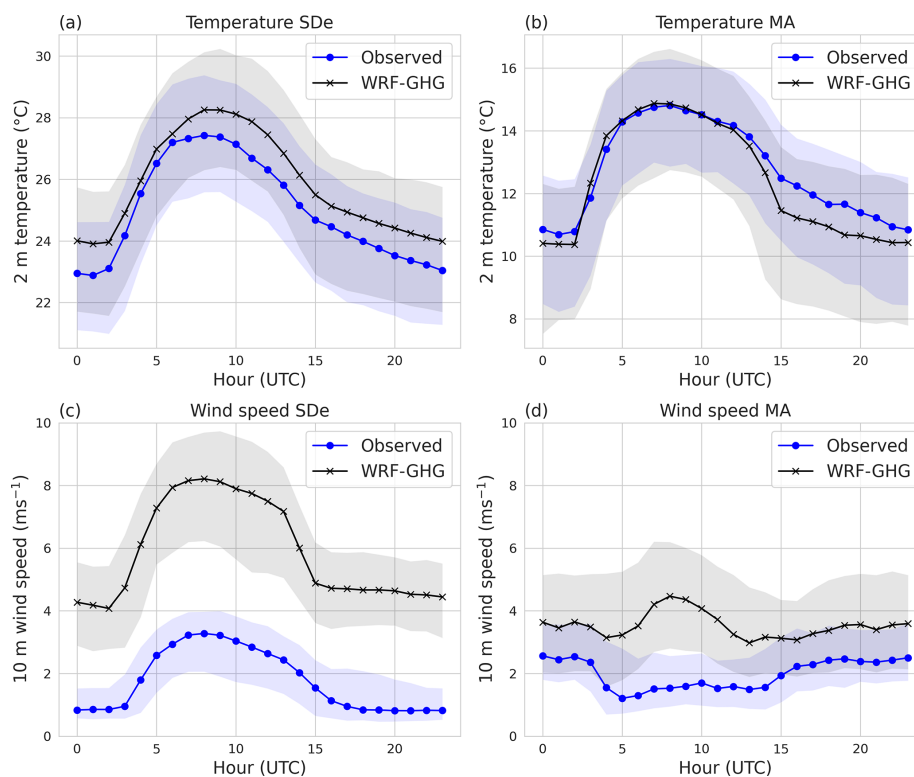 (a) Temperature SDe
Observed
WRF-GHG
2 m temperature (°C)
30
28
26
24
22
0 5 10 15 20
Hour (UTC)
(b) Temperature MA
Observed
WRF-GHG
2 m temperature (°C)
16
14
12
10
8
0 5 10 15 20
Hour (UTC)
(c) Wind speed SDe
Observed
WRF-GHG
10 m wind speed (ms⁻¹)
10
8
6
4
2
0
0 5 10 15 20
Hour (UTC)
(d) Wind speed MA
Observed
WRF-GHG
10 m wind speed (ms⁻¹)
10
8
6
4
2
0
0 5 10 15 20
Hour (UTC)